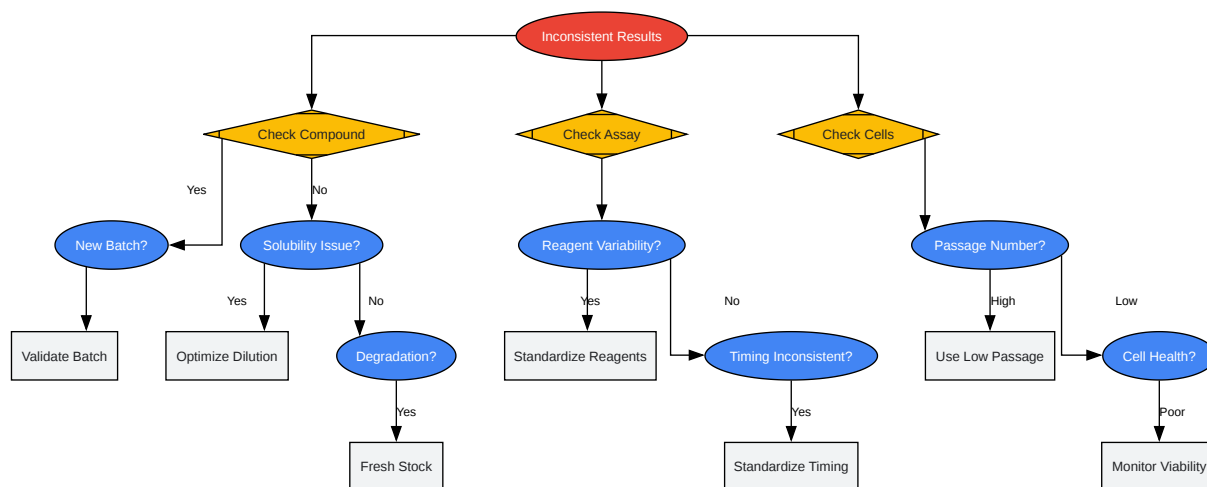 Inconsistent Results
Check Compound
Check Assay
Check Cells
Yes
No
New Batch?
Solubility Issue?
Reagent Variability?
Passage Number?
Yes
No
Yes
No
High
Low
Validate Batch
Optimize Dilution
Degradation?
Standardize Reagents
Timing Inconsistent?
Use Low Passage
Cell Health?
Yes
Yes
Poor
Fresh Stock
Standardize Timing
Monitor Viability